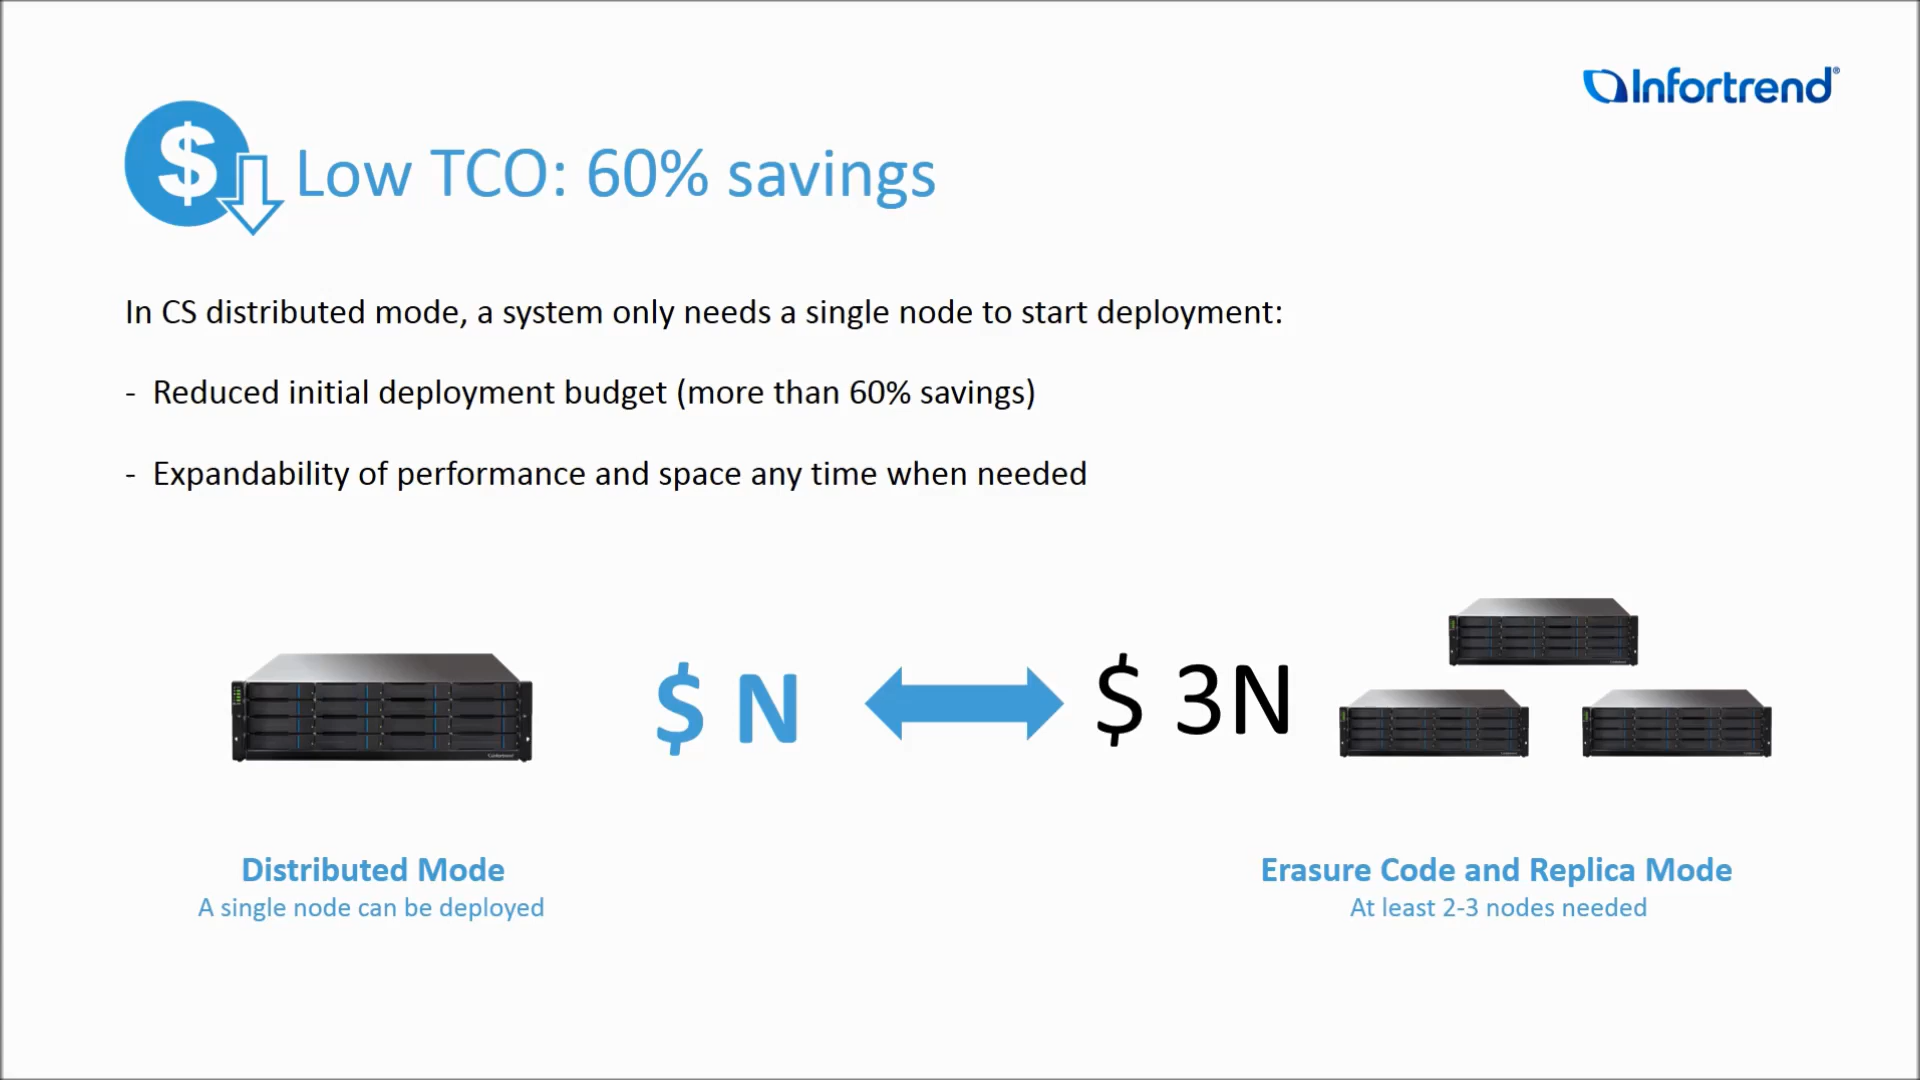 Infortrend®
$ Low TCO: 60% savings
In CS distributed mode, a system only needs a single node to start deployment:
- Reduced initial deployment budget (more than 60% savings)
- Expandability of performance and space any time when needed
$ N
$ 3N
Distributed Mode
A single node can be deployed
Erasure Code and Replica Mode
At least 2-3 nodes needed